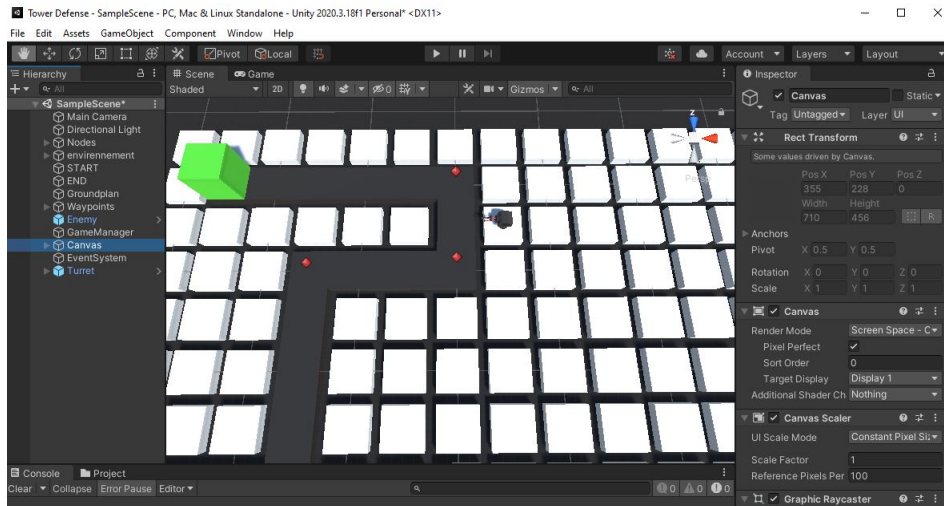 Tower Defense - SampleScene - PC, Mac & Linux Standalone - Unity 2020.3.18f1 Personal* <DX11>
File Edit Assets GameObject Component Window Help
Pivot Local Account Layers Layout
Hierarchy
All
SampleScene*
Main Camera
Directional Light
Nodes
envirennement
START
END
Groundplan
Waypoints
Enemy
GameManager
Canvas
EventSystem
Turret
Scene Game
Shaded 2D 0 Gizmos All
z
Persp
Inspector
Canvas Static
Tag Untagged Layer UI
Rect Transform
Some values driven by Canvas.
Pos X Pos Y Pos Z
355 228 0
Width Height
710 456 R
Anchors
Pivot X 0.5 Y 0.5
Rotation X 0 Y 0 Z 0
Scale X 1 Y 1 Z 1
Canvas
Render Mode Screen Space - C
Pixel Perfect
Sort Order 0
Target Display Display 1
Additional Shader Ch Nothing
Canvas Scaler
UI Scale Mode Constant Pixel Siz
Scale Factor 1
Reference Pixels Per 100
Graphic Raycaster
Console Project
Clear Collapse Error Pause Editor 0 0 0